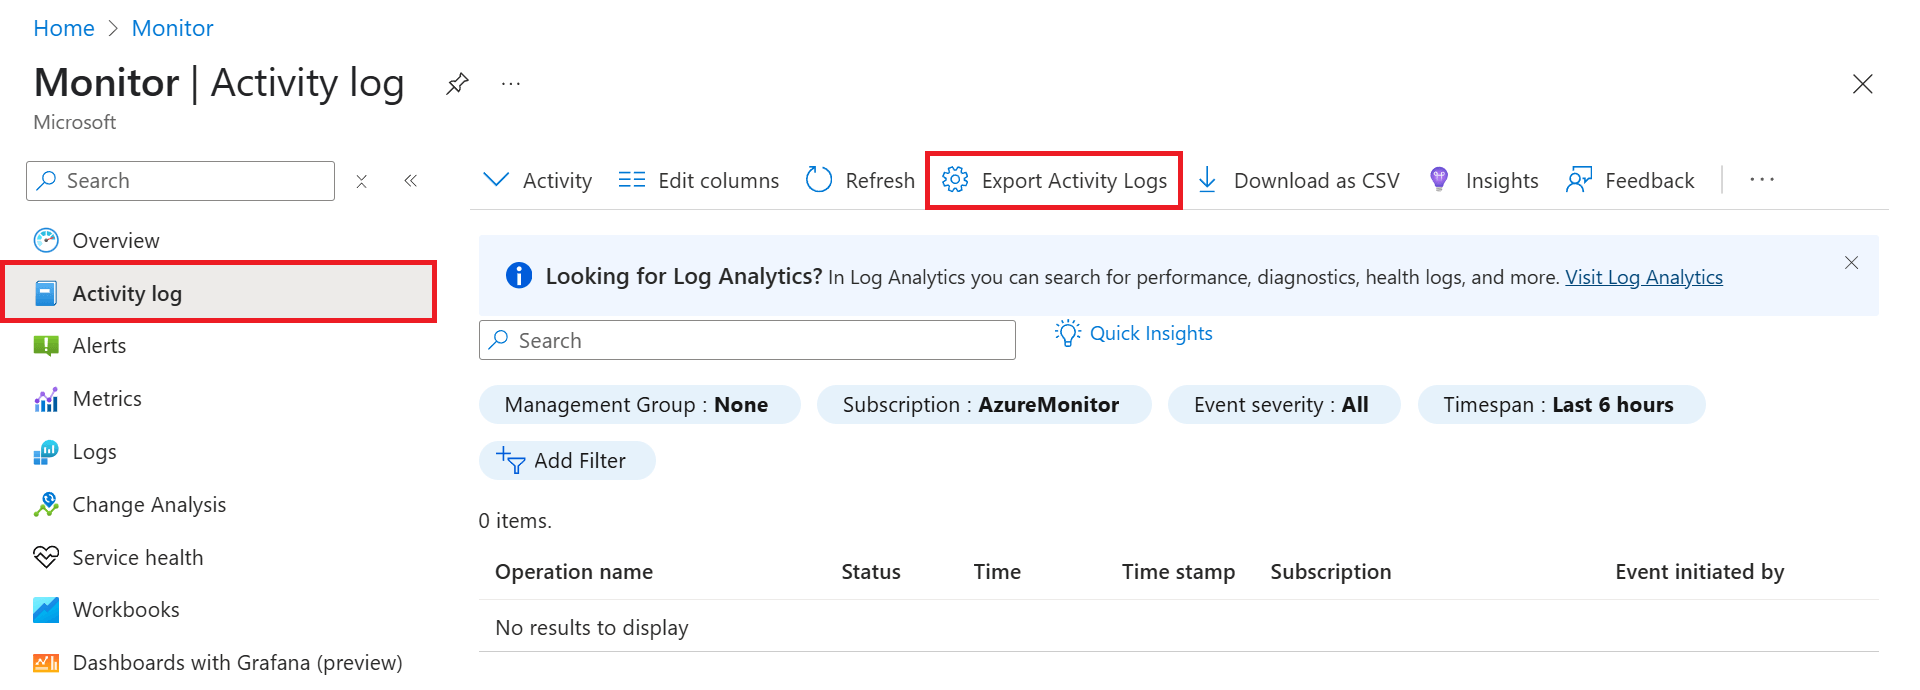 Home > Monitor
Monitor | Activity log ...
Microsoft
Search
Activity Edit columns Refresh Export Activity Logs Download as CSV Insights Feedback ...
Overview
Activity log
Alerts
Metrics
Logs
Change Analysis
Service health
Workbooks
Dashboards with Grafana (preview)
Looking for Log Analytics? In Log Analytics you can search for performance, diagnostics, health logs, and more. Visit Log Analytics
Search
Quick Insights
Management Group : None Subscription : AzureMonitor Event severity : All Timespan : Last 6 hours
Add Filter
0 items.
Operation name Status Time Time stamp Subscription Event initiated by
No results to display